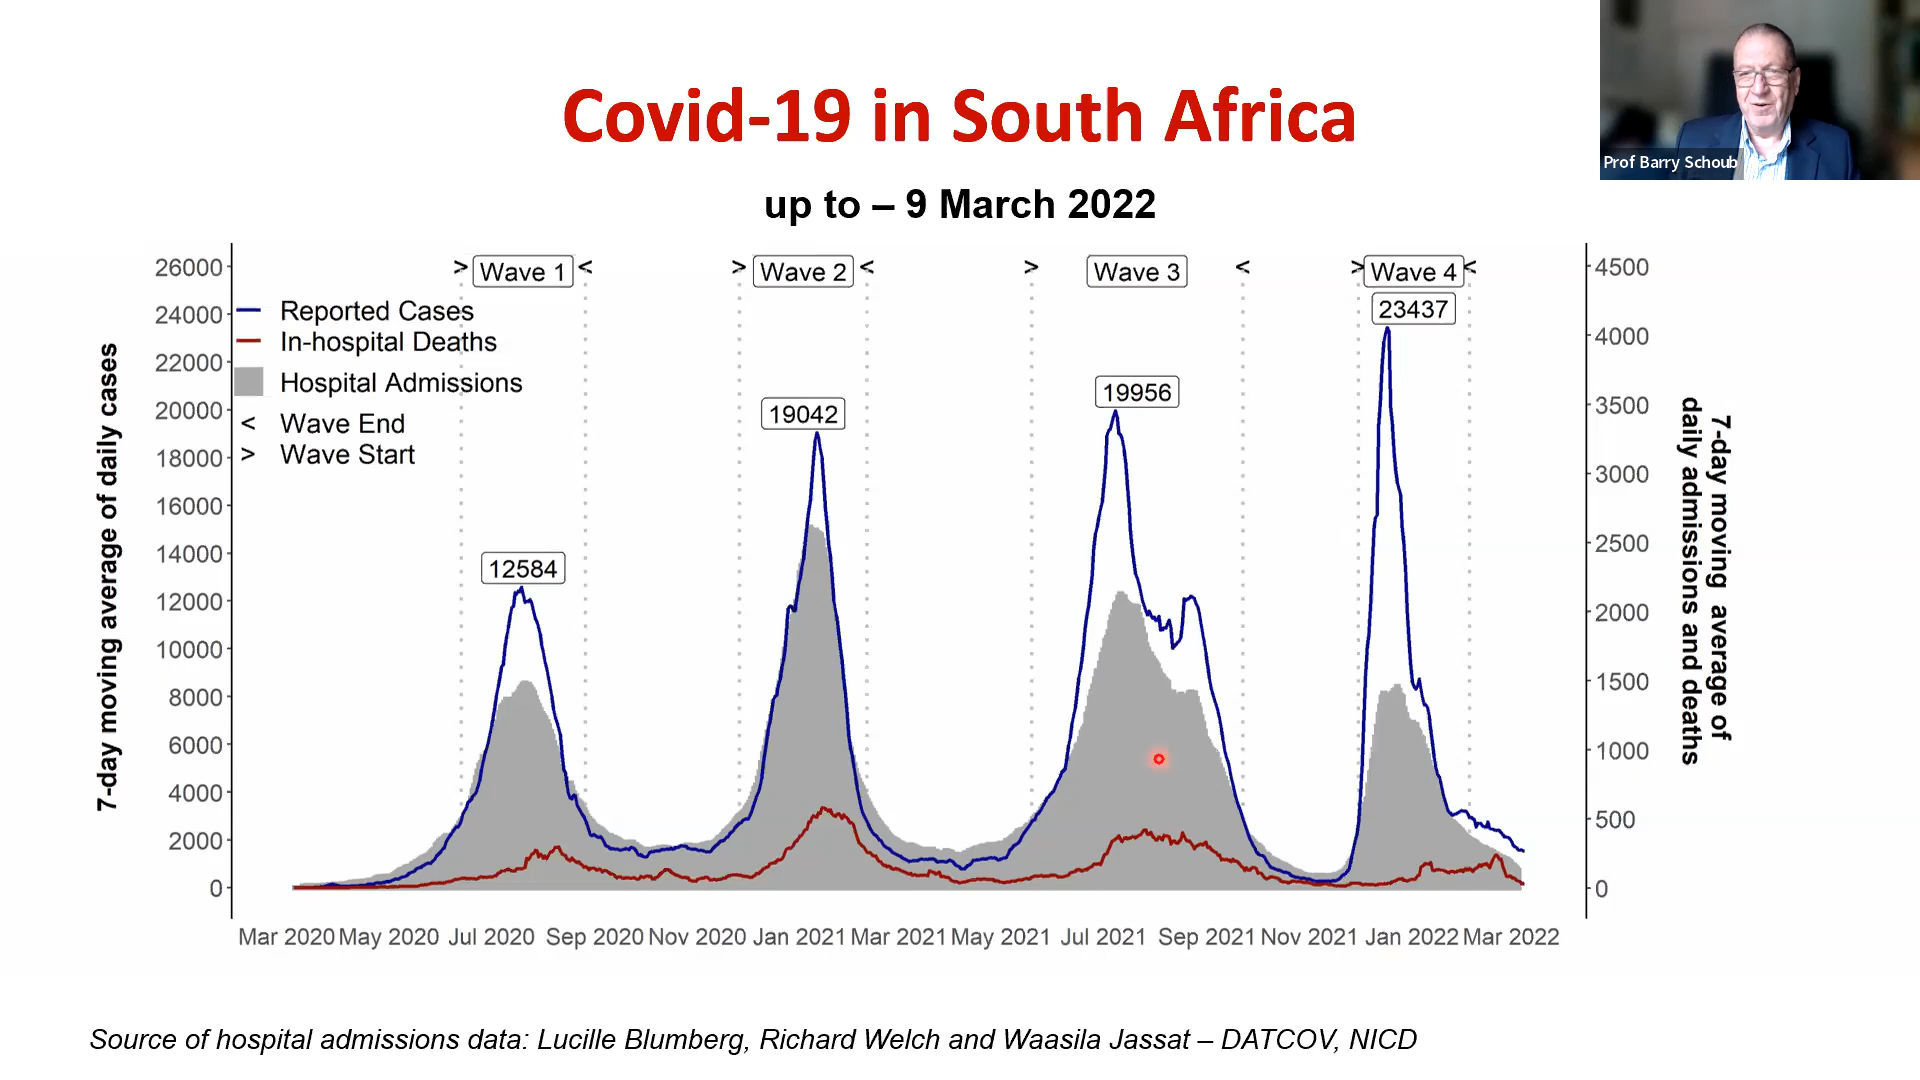 Covid-19 in South Africa
Prof Barry Schoub
up to – 9 March 2022
> Wave 1 <
> Wave 2 <
> Wave 3 <
> Wave 4 <
12584
19042
19956
23437
Reported Cases
In-hospital Deaths
Hospital Admissions
< Wave End
> Wave Start
7-day moving average of daily cases
26000
24000
22000
20000
18000
16000
14000
12000
10000
8000
6000
4000
2000
0
4500
4000
3500
3000
2500
2000
1500
1000
500
0
7-day moving average of
daily admissions and deaths
Mar 2020 May 2020 Jul 2020 Sep 2020 Nov 2020 Jan 2021 Mar 2021 May 2021 Jul 2021 Sep 2021 Nov 2021 Jan 2022 Mar 2022
Source of hospital admissions data: Lucille Blumberg, Richard Welch and Waasila Jassat – DATCOV, NICD